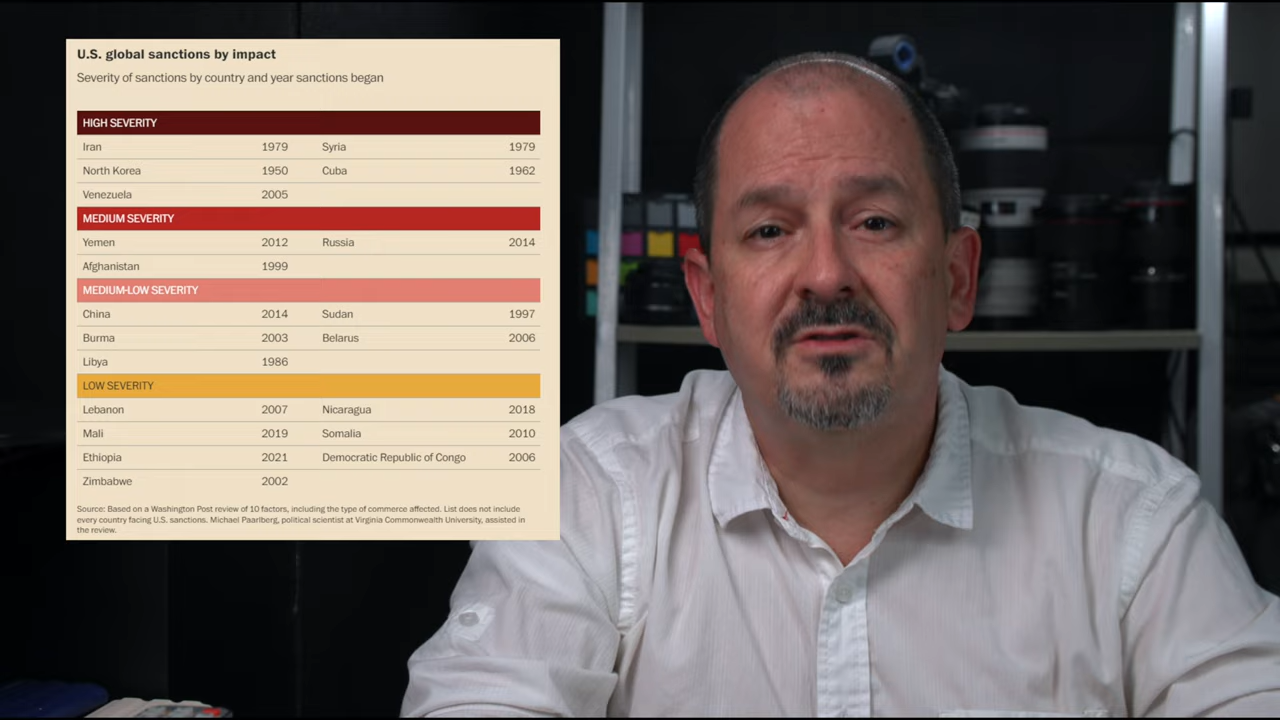 U.S. global sanctions by impact
Severity of sanctions by country and year sanctions began
HIGH SEVERITY
Iran 1979 Syria 1979
North Korea 1950 Cuba 1962
Venezuela 2005
MEDIUM SEVERITY
Yemen 2012 Russia 2014
Afghanistan 1999
MEDIUM-LOW SEVERITY
China 2014 Sudan 1997
Burma 2003 Belarus 2006
Libya 1986
LOW SEVERITY
Lebanon 2007 Nicaragua 2018
Mali 2019 Somalia 2010
Ethiopia 2021 Democratic Republic of Congo 2006
Zimbabwe 2002
Source: Based on a Washington Post review of 10 factors, including the type of commerce affected. List does not include
every country facing U.S. sanctions. Michael Paarlberg, political scientist at Virginia Commonwealth University, assisted in
the review.